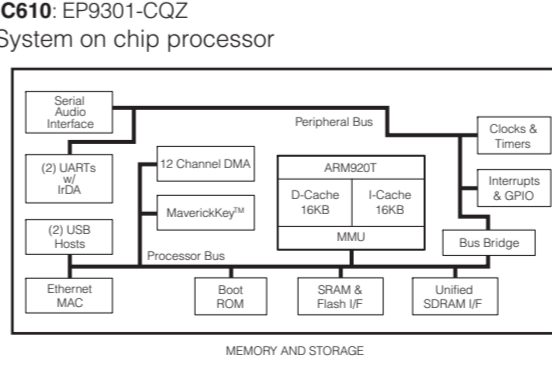 C610: EP9301-CQZ
System on chip processor
Serial
Audio
Interface
Peripheral Bus
Clocks &
Timers
(2) UARTs
w/
IrDA
12 Channel DMA
ARM920T
D-Cache
16KB
I-Cache
16KB
Interrupts
& GPIO
MaverickKey™
(2) USB
Hosts
MMU
Bus Bridge
Processor Bus
Ethernet
MAC
Boot
ROM
SRAM &
Flash I/F
Unified
SDRAM I/F
MEMORY AND STORAGE